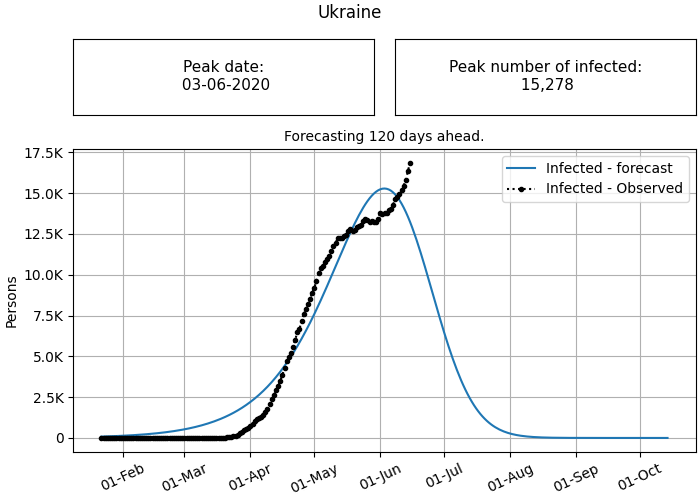 Ukraine
Peak date:
03-06-2020
Peak number of infected:
15,278
Forecasting 120 days ahead.
Infected - forecast
Infected - Observed
Persons
17.5K
15.0K
12.5K
10.0K
7.5K
5.0K
2.5K
0
01-Feb
01-Mar
01-Apr
01-May
01-Jun
01-Jul
01-Aug
01-Sep
01-Oct